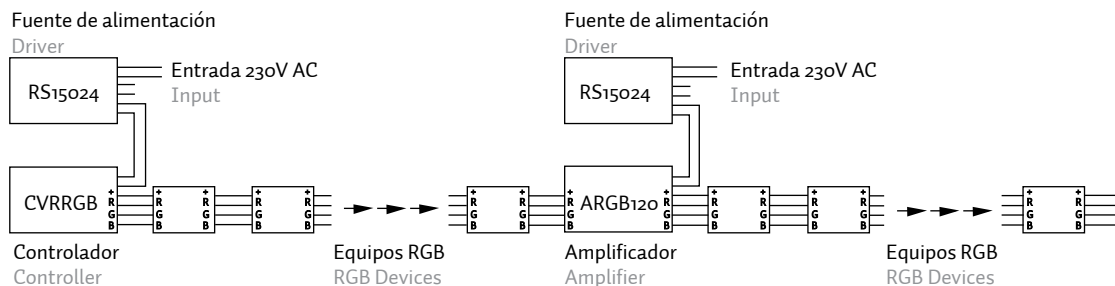 Fuente de alimentación
Driver
RS15024
Entrada 230V AC
Input
CVRRGB
+
R
G
B
+
R
G
B
+
R
G
B
Controlador
Controller
Equipos RGB
RGB Devices
+
R
G
B
Fuente de alimentación
Driver
RS15024
Entrada 230V AC
Input
ARGB120
+
R
G
B
+
R
G
B
+
R
G
B
Amplificador
Amplifier
Equipos RGB
RGB Devices
+
R
G
B